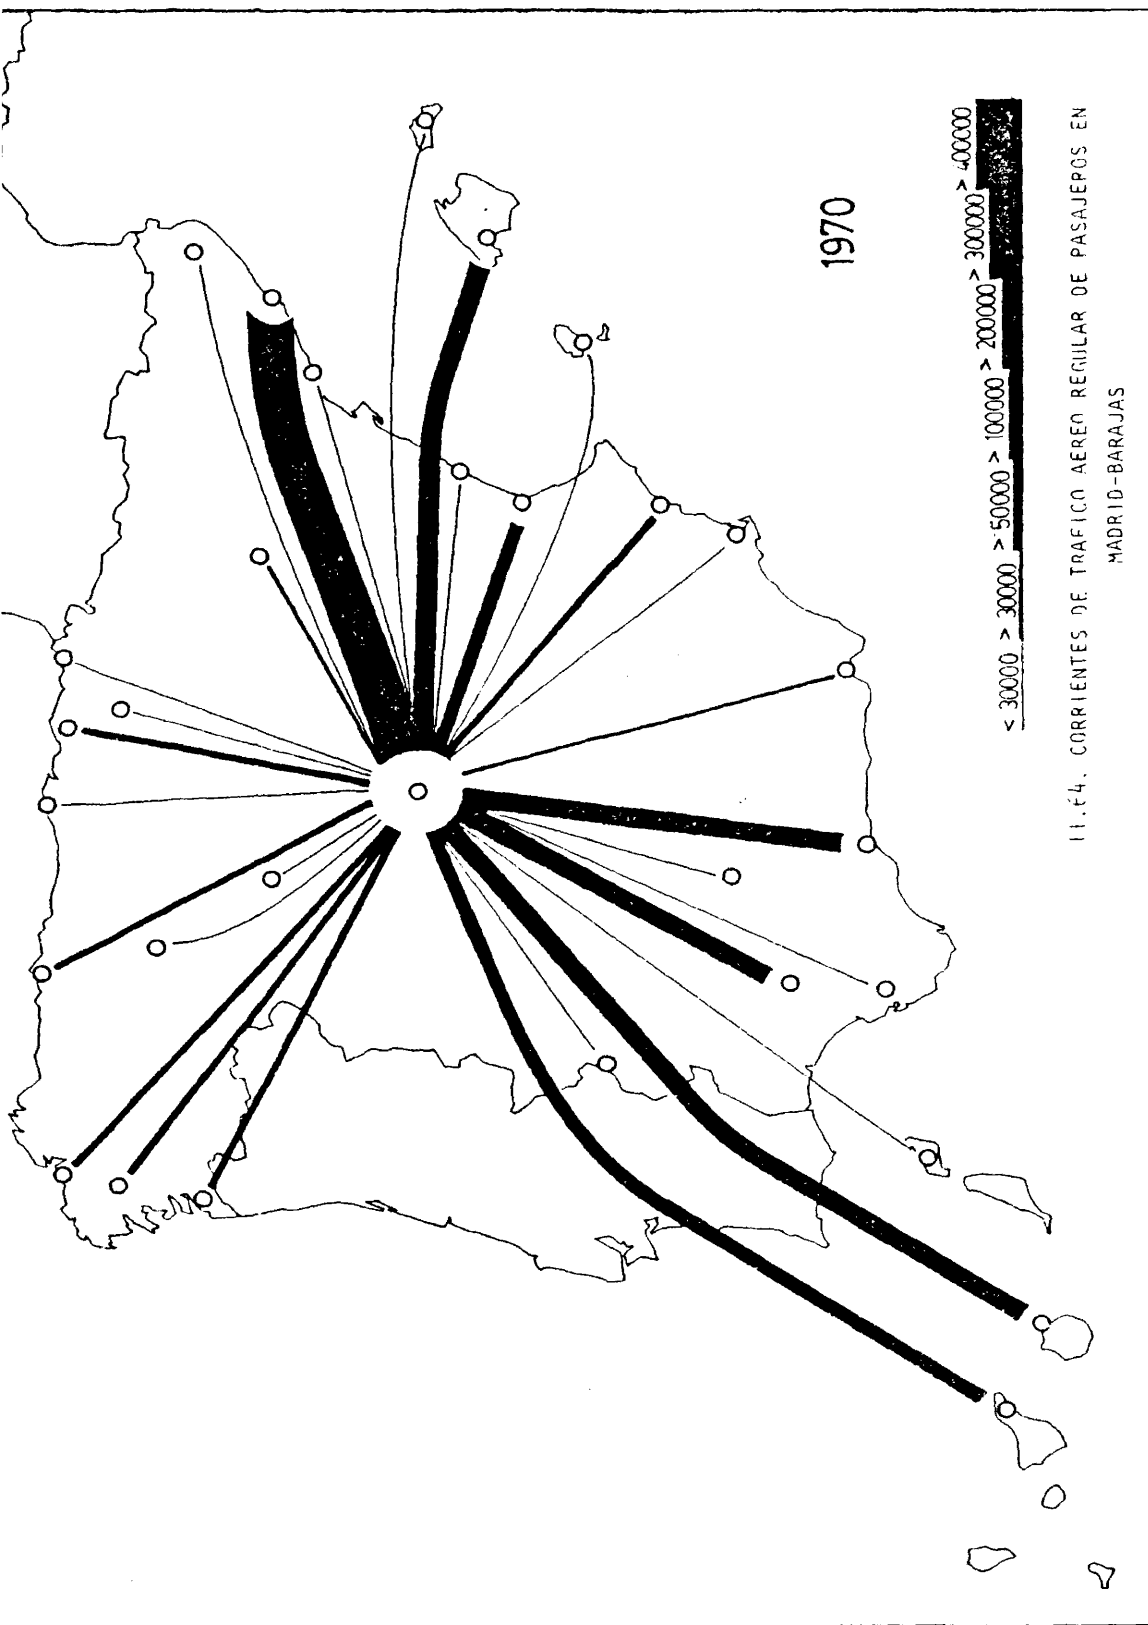 1970
< 30000 > 30000 > 50000 > 100000 > 200000 > 300000 > 400000
II.64. CORRIENTES DE TRAFICO AEREO REGULAR DE PASAJEROS EN
MADRID-BARAJAS